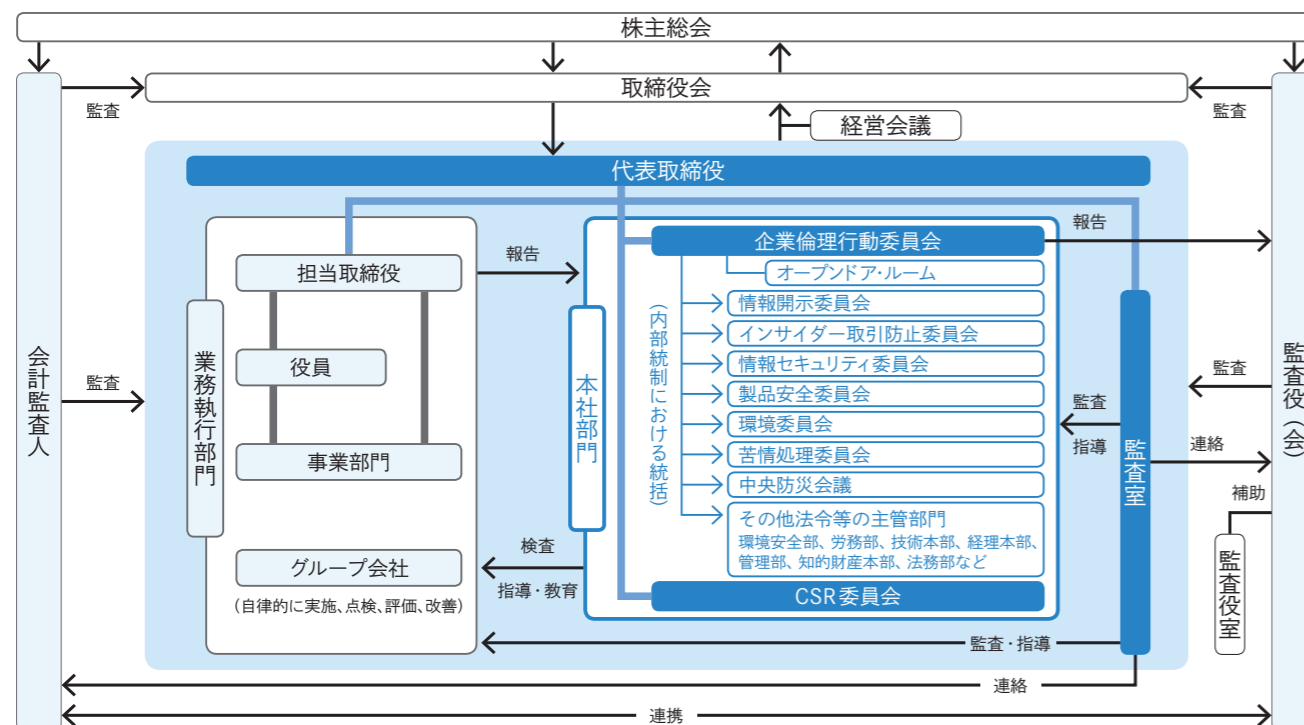 株主総会
取締役会
監査
監査
経営会議
代表取締役
会計監査人
監査
業務執行部門
担当取締役
役員
事業部門
グループ会社
(自律的に実施、点検、評価、改善)
報告
検査
指導・教育
本社部門
企業倫理行動委員会
オープンドア・ルーム
(内部統制における統括)
情報開示委員会
インサイダー取引防止委員会
情報セキュリティ委員会
製品安全委員会
環境委員会
苦情処理委員会
中央防災会議
その他法令等の主管部門
環境安全部、労務部、技術本部、経理本部、
管理部、知的財産本部、法務部など
CSR委員会
報告
監査
指導
監査室
監査
連絡
補助
監査役室
監査役(会)
監査・指導
連絡
連携